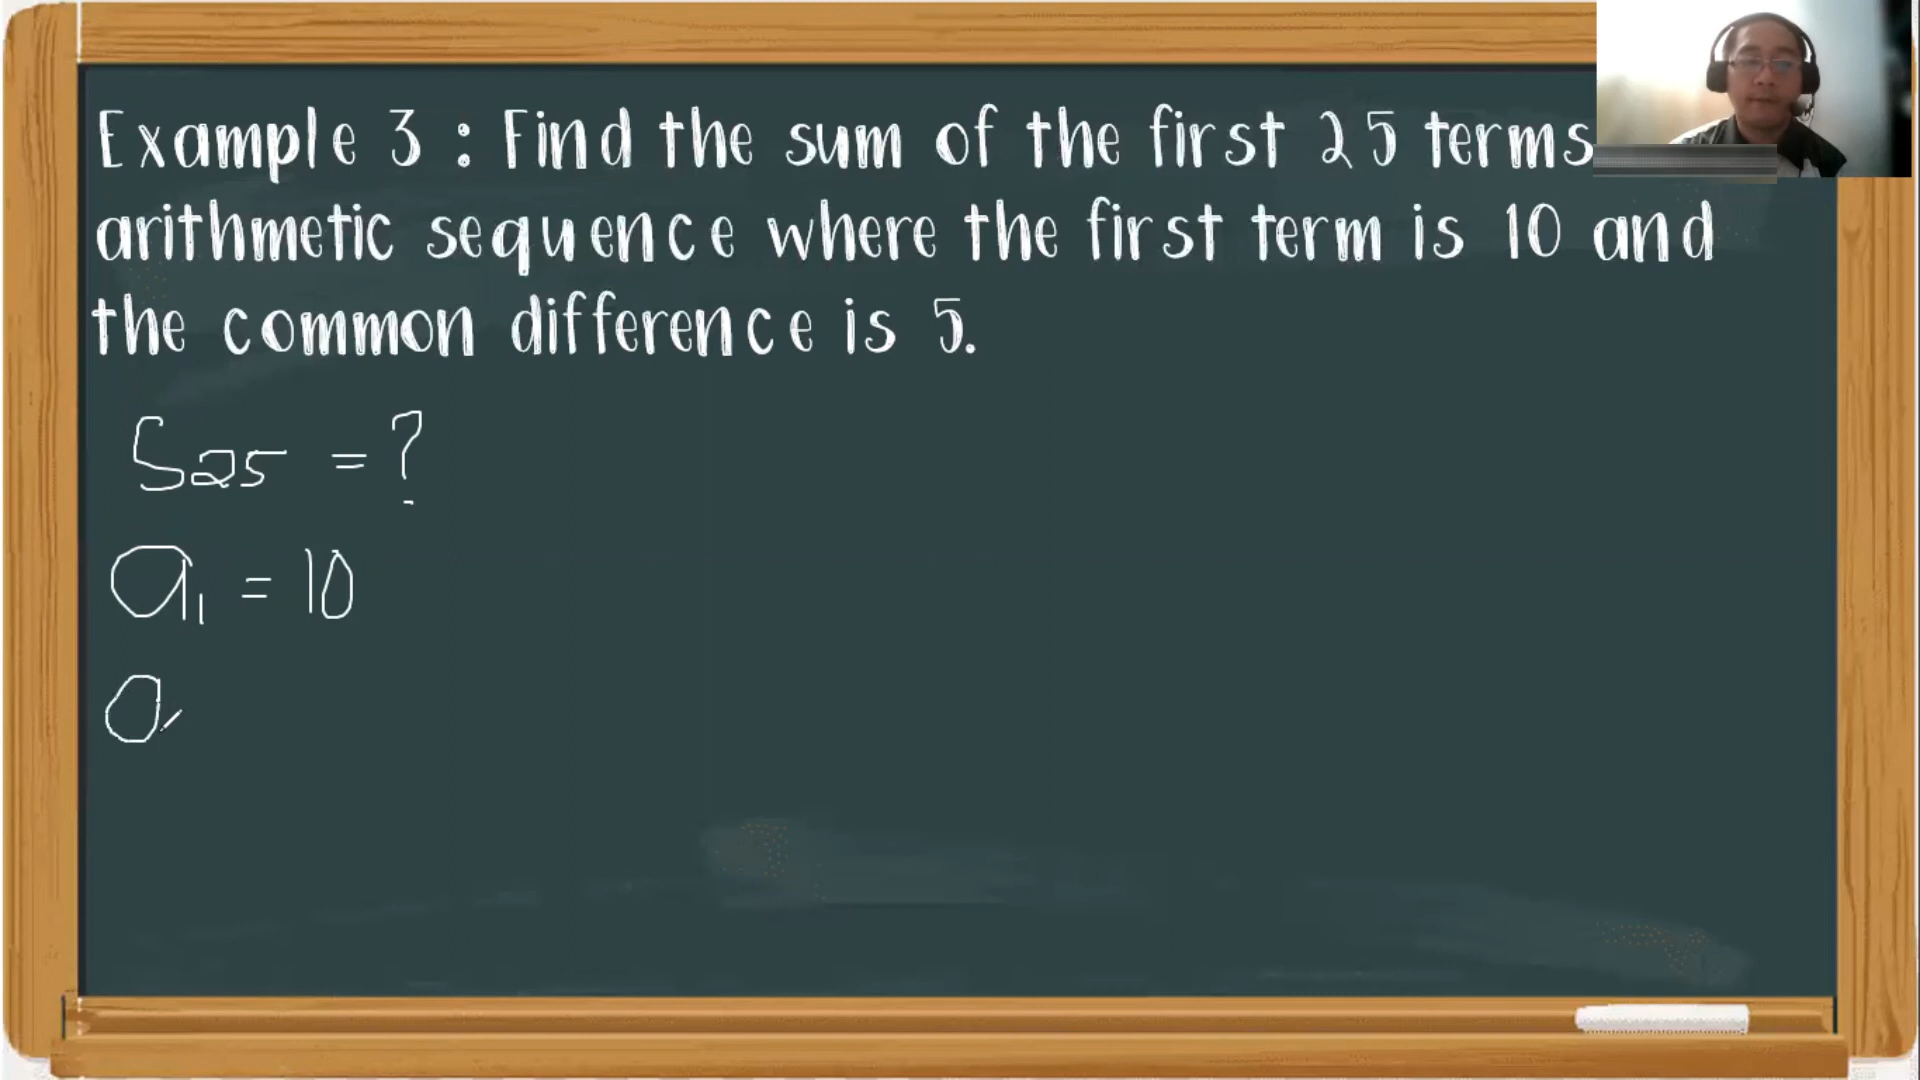 Example 3 : Find the sum of the first 25 terms
arithmetic sequence where the first term is 10 and
the common difference is 5.
S25 = ?
a1 = 10
a